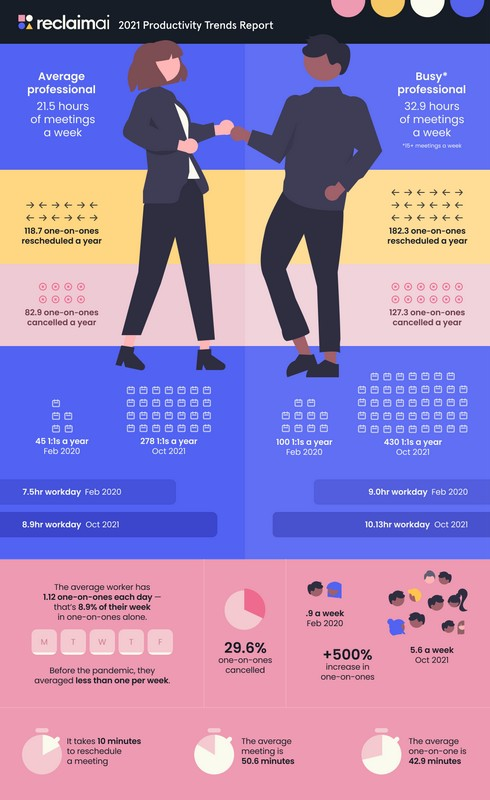 reclaimai 2021 Productivity Trends Report
Average
professional
21.5 hours
of meetings
a week
Busy*
professional
32.9 hours
of meetings
a week
*15+ meetings a week
118.7 one-on-ones
rescheduled a year
182.3 one-on-ones
rescheduled a year
82.9 one-on-ones
cancelled a year
127.3 one-on-ones
cancelled a year
45 1:1s a year
Feb 2020
278 1:1s a year
Oct 2021
100 1:1s a year
Feb 2020
430 1:1s a year
Oct 2021
7.5hr workday Feb 2020
9.0hr workday Feb 2020
8.9hr workday Oct 2021
10.13hr workday Oct 2021
The average worker has
1.12 one-on-ones each day —
that's 8.9% of their week
in one-on-ones alone.
M T W T F
Before the pandemic, they
averaged less than one per week.
29.6%
one-on-ones
cancelled
.9 a week
Feb 2020
+500%
increase in
one-on-ones
5.6 a week
Oct 2021
It takes 10 minutes
to reschedule
a meeting
The average
meeting is
50.6 minutes
The average
one-on-one is
42.9 minutes